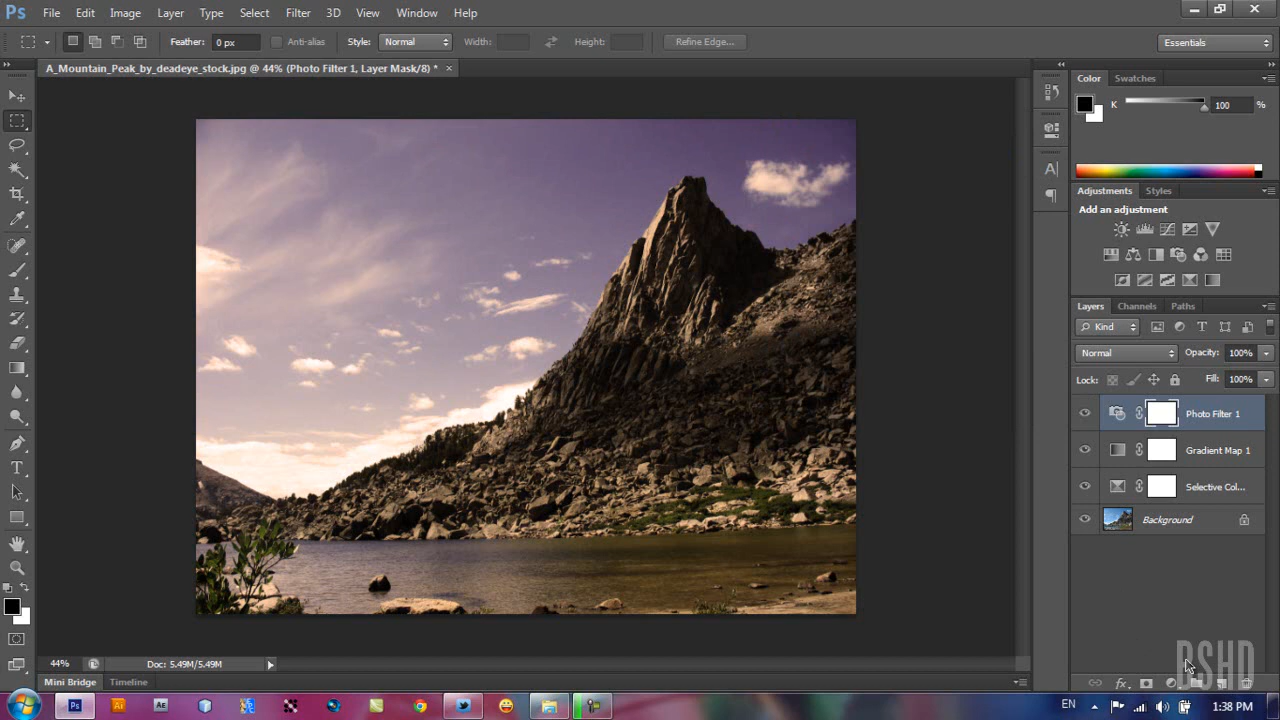 Ps File Edit Image Layer Type Select Filter 3D View Window Help
Feather: 0 px Anti-alias Style: Normal Width: Height: Refine Edge... Essentials
A_Mountain_Peak_by_deadeye_stock.jpg @ 44% (Photo Filter 1, Layer Mask/8) * ×
Color Swatches
K 100 %
Adjustments Styles
Add an adjustment
Layers Channels Paths
Kind
Normal Opacity: 100%
Lock: Fill: 100%
Photo Filter 1
Gradient Map 1
Selective Col...
Background
BSHD
44% Doc: 5.49M/5.49M
Mini Bridge Timeline
Ps Ai Ae EN 1:38 PM